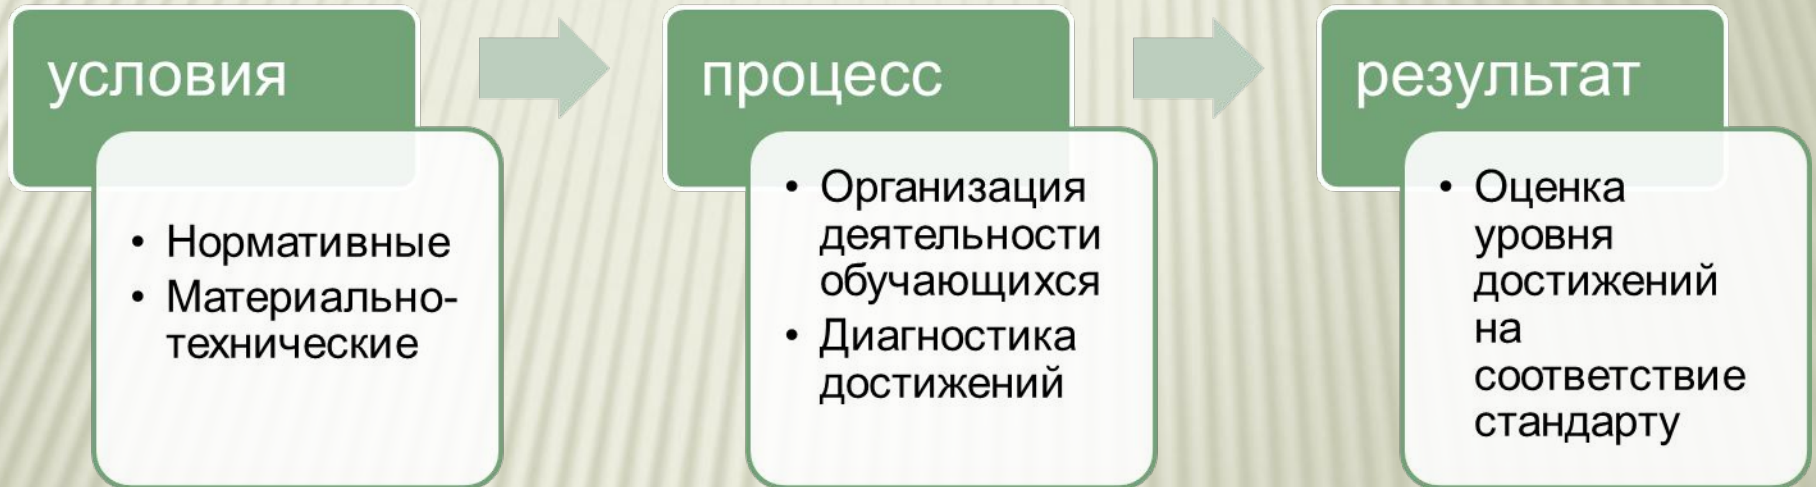 условия
• Нормативные
• Материально-
технические
процесс
• Организация
деятельности
обучающихся
• Диагностика
достижений
результат
• Оценка
уровня
достижений
на
соответствие
стандарту